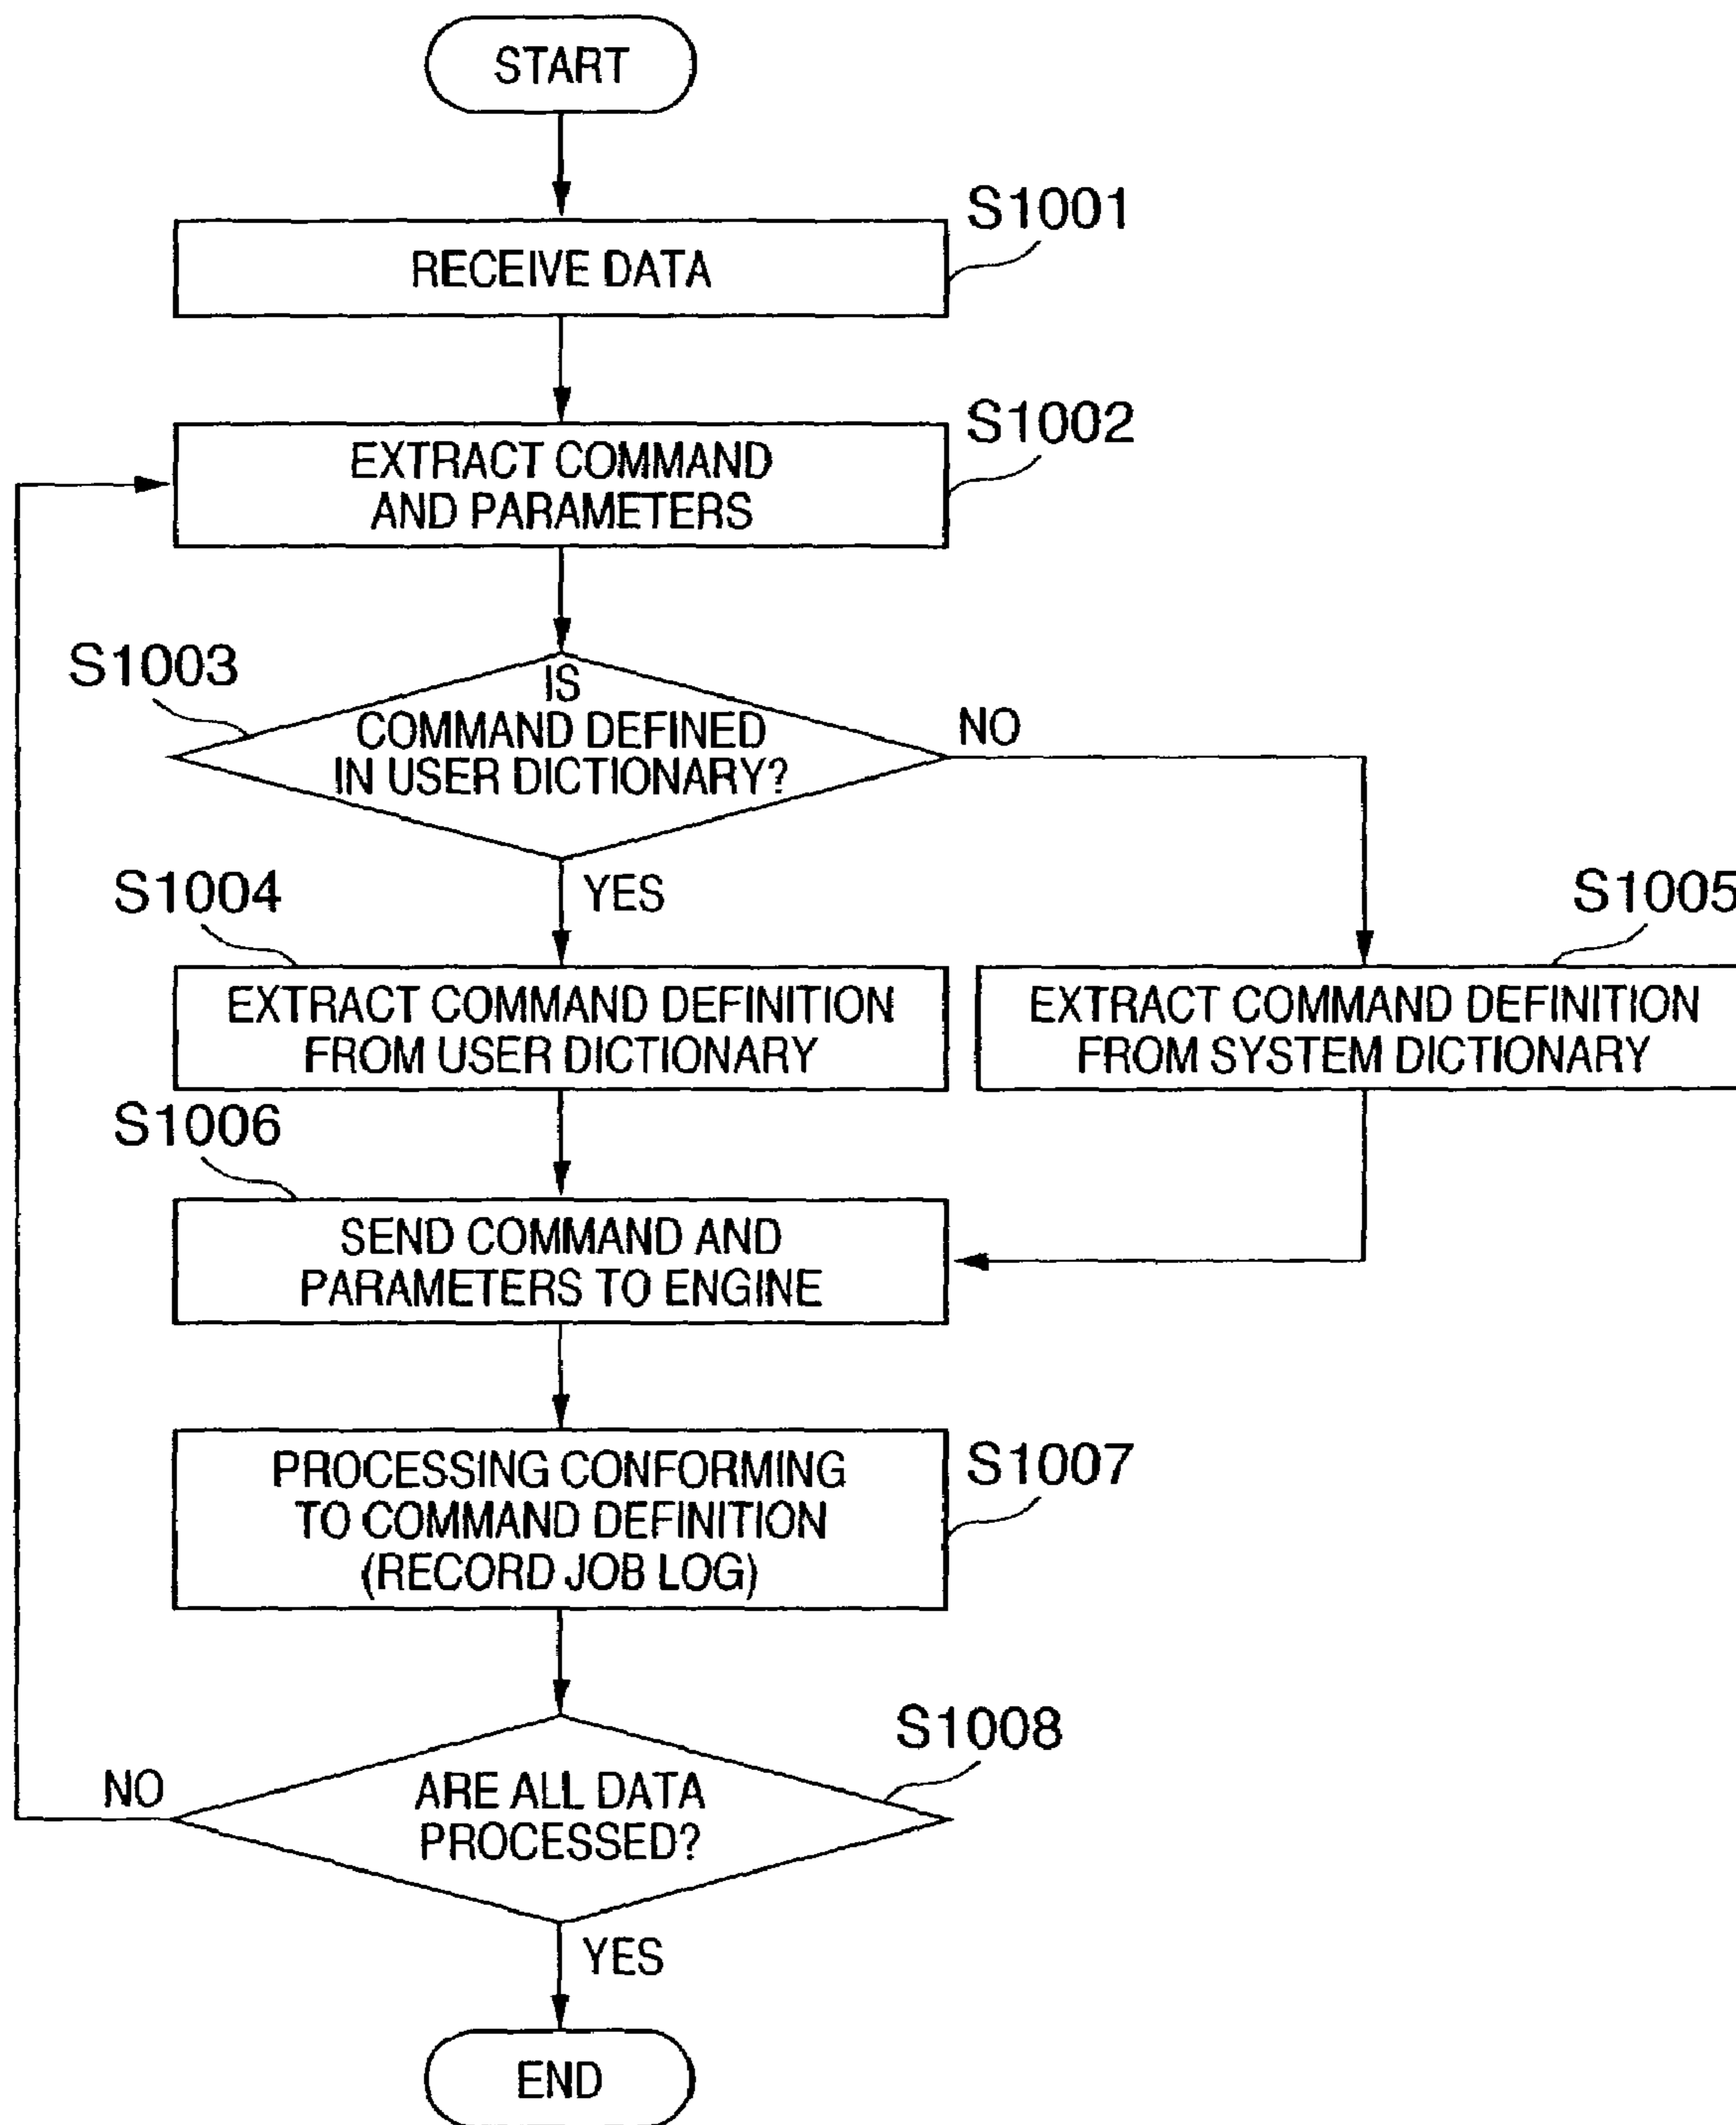 START
S1001
RECEIVE DATA
S1002
EXTRACT COMMAND
AND PARAMETERS
S1003
IS
COMMAND DEFINED
IN USER DICTIONARY?
NO
YES
S1004
EXTRACT COMMAND DEFINITION
FROM USER DICTIONARY
S1005
EXTRACT COMMAND DEFINITION
FROM SYSTEM DICTIONARY
S1006
SEND COMMAND AND
PARAMETERS TO ENGINE
S1007
PROCESSING CONFORMING
TO COMMAND DEFINITION
(RECORD JOB LOG)
S1008
ARE ALL DATA
PROCESSED?
NO
YES
END